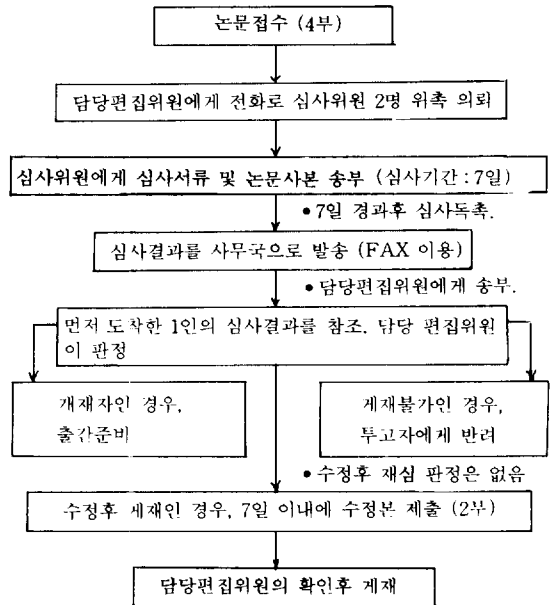 논문접수 (4부)
담당편집위원에게 전화로 심사위원 2명 위촉 의뢰
심사위원에게 심사서류 및 논문사본 송부 (심사기간 : 7일)
• 7일 경과후 심사독촉.
심사결과를 사무국으로 발송 (FAX 이용)
• 담당편집위원에게 송부.
먼저 도착한 1인의 심사결과를 참조. 담당 편집위원
이 판정
개재자인 경우,
출간준비
게재불가인 경우,
투고자에게 반려
• 수정후 재심 판정은 없음
수정후 게재인 경우, 7일 이내에 수정본 제출 (2부)
담당편집위원의 확인후 게재